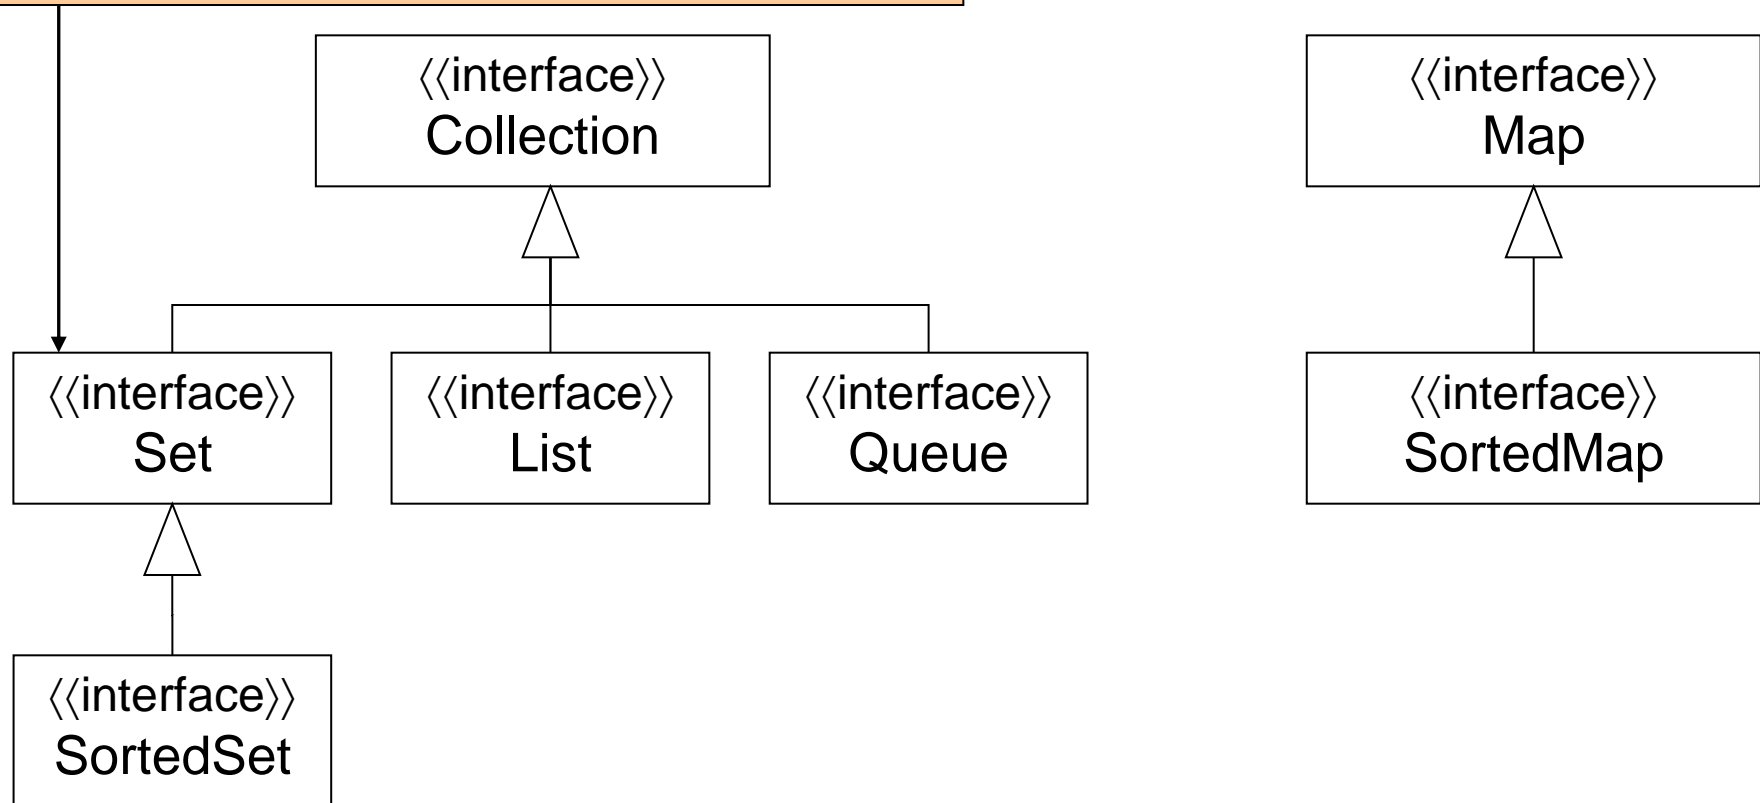 〈〈interface〉〉
Collection
〈〈interface〉〉
Map
〈〈interface〉〉
Set
〈〈interface〉〉
List
〈〈interface〉〉
Queue
〈〈interface〉〉
SortedMap
〈〈interface〉〉
SortedSet